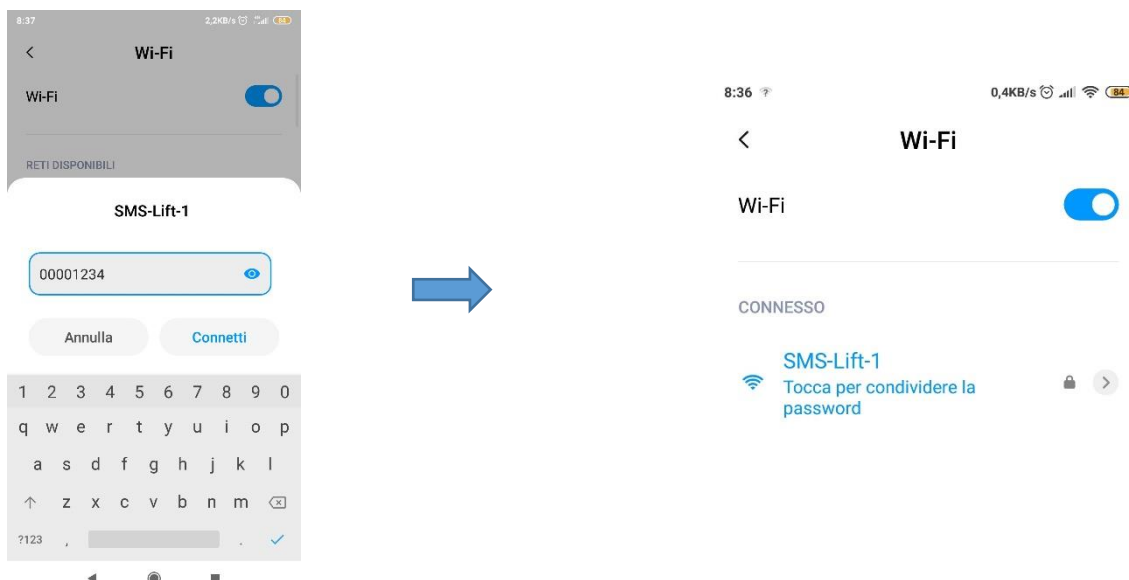 8:37
2,2KB/s 84
Wi-Fi
Wi-Fi
RETI DISPONIBILI
SMS-Lift-1
00001234
Annulla Connetti
1 2 3 4 5 6 7 8 9 0
q w e r t y u i o p
a s d f g h j k l
z x c v b n m
?123 , .
8:36 ?
0,4KB/s 84
Wi-Fi
Wi-Fi
CONNESSO
SMS-Lift-1
Tocca per condividere la
password